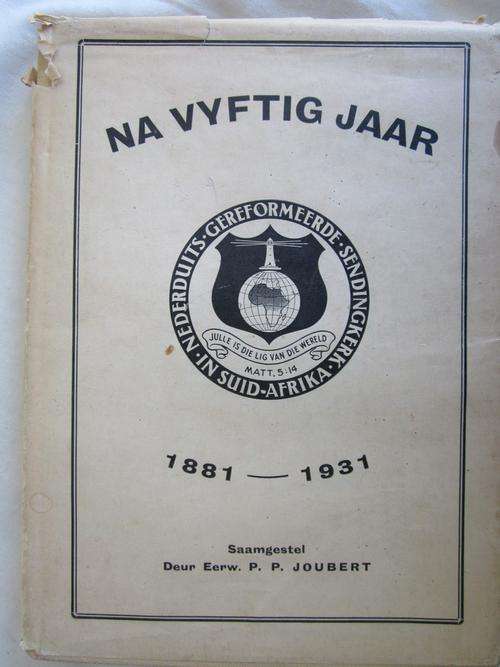 NA VYFTIG JAAR
NEDERDUITS·GEREFORMEERDE·SENDINGKERK
·IN SUID-AFRIKA·
JULLE IS DIE LIG VAN DIE WERELD
MATT. 5:14
1881 — 1931
Saamgestel
Deur Eerw. P. P. JOUBERT